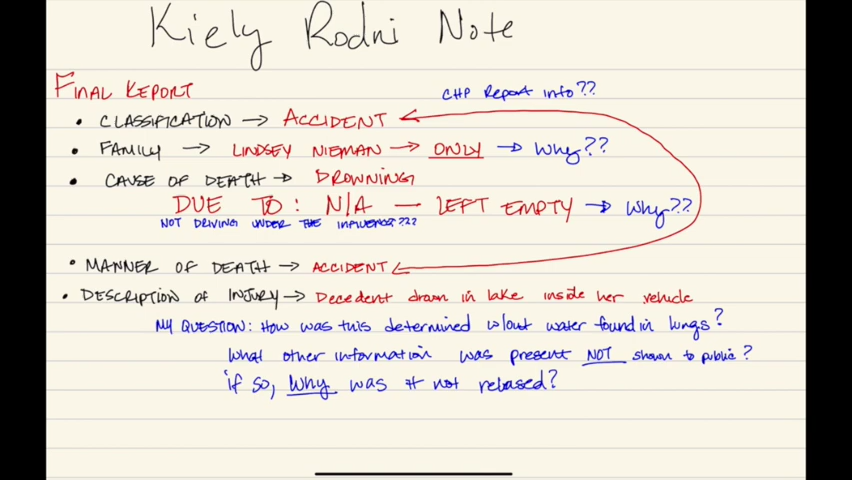 Kiely Rodni Note
FINAL REPORT
CHP Report info??
• CLASSIFICATION → ACCIDENT
• FAMILY → LINDSEY NIEMAN → ONLY → Why??
• CAUSE OF DEATH → DROWNING
DUE TO: N/A — LEFT EMPTY → Why??
NOT DRIVING UNDER THE INFLUENCE???
• MANNER OF DEATH → ACCIDENT
• DESCRIPTION OF INJURY → Decedent drown in lake inside her vehicle
MY QUESTION: How was this determined w/out water found in lungs?
What other information was present NOT shown to public?
if so, Why was it not released?